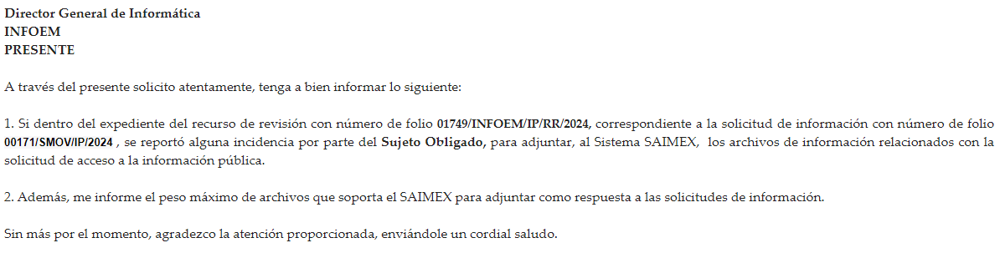 Director General de Informática
INFOEM
PRESENTE
A través del presente solicito atentamente, tenga a bien informar lo siguiente:
1. Si dentro del expediente del recurso de revisión con número de folio 01749/INFOEM/IP/RR/2024, correspondiente a la solicitud de información con número de folio
00171/SMOV/IP/2024 , se reportó alguna incidencia por parte del Sujeto Obligado, para adjuntar, al Sistema SAIMEX, los archivos de información relacionados con la
solicitud de acceso a la información pública.
2. Además, me informe el peso máximo de archivos que soporta el SAIMEX para adjuntar como respuesta a las solicitudes de información.
Sin más por el momento, agradezco la atención proporcionada, enviándole un cordial saludo.